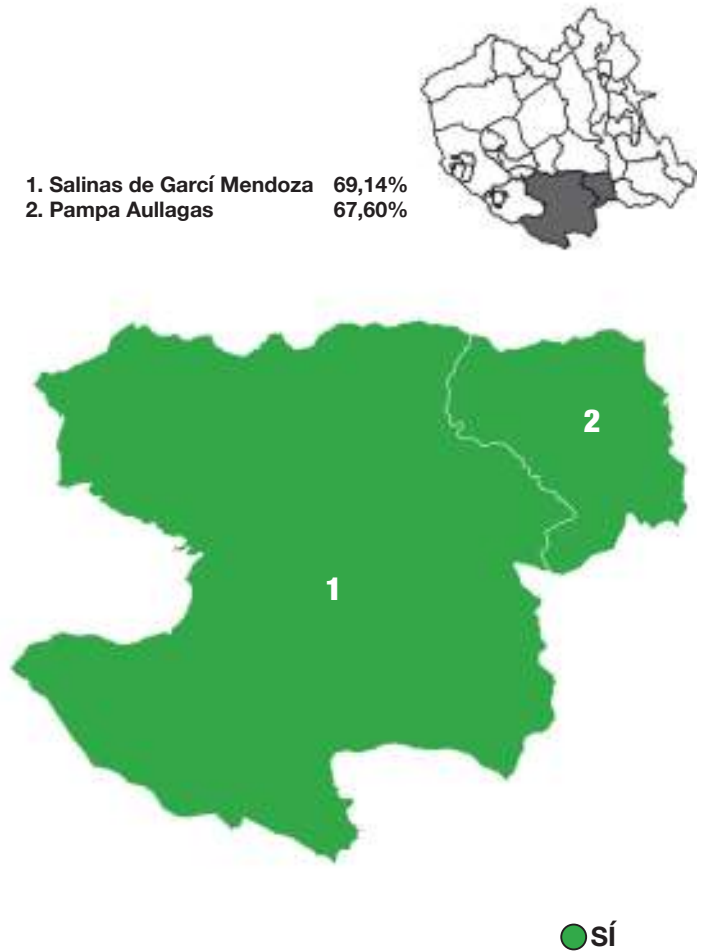 1. Salinas de Garcí Mendoza 69,14%
2. Pampa Aullagas 67,60%
2
1
SÍ